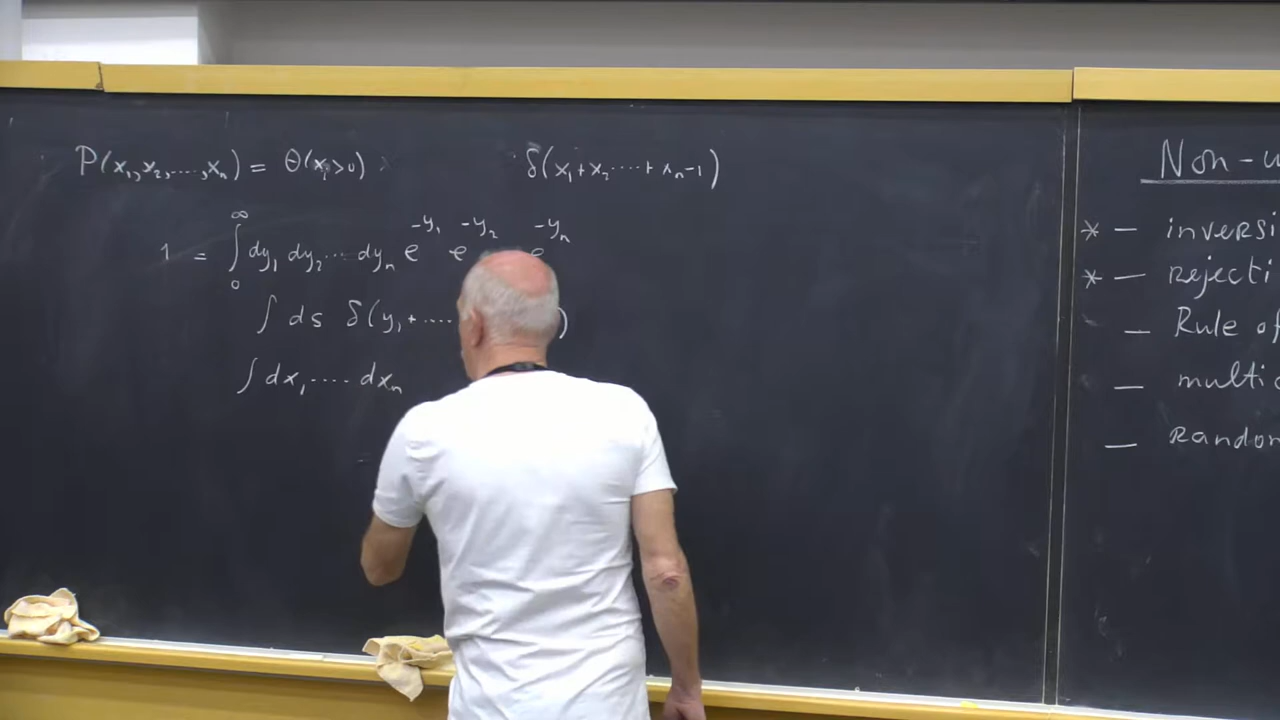 P(x₁, x₂, ...., xₙ) = Θ(xᵢ>0) δ(x₁+x₂ ···· + xₙ-1)
1 = ∫₀^∞ dy₁ dy₂ ... dyₙ e^{-y₁} e^{-y₂} e^{-yₙ}
∫ ds δ(y₁+ .... )
∫ dx₁ .... dxₙ
Non-u
* — inversi
* — rejecti
— Rule of
— multic
— Random